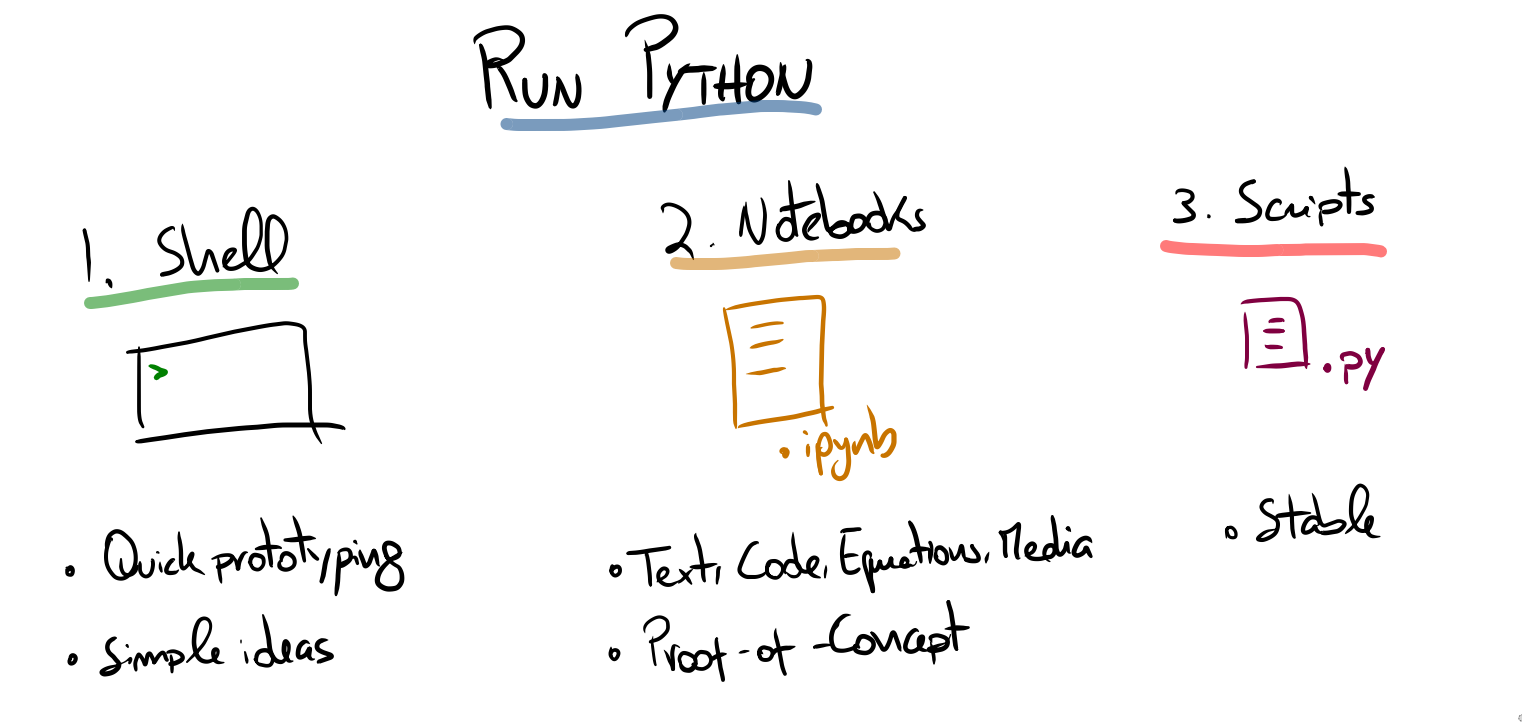 RUN PYTHON
1. Shell
>
• Quick prototyping
• Simple ideas
2. Notebooks
.ipynb
• Text, Code, Equations, Media
• Proof-of-Concept
3. Scripts
.py
• Stable